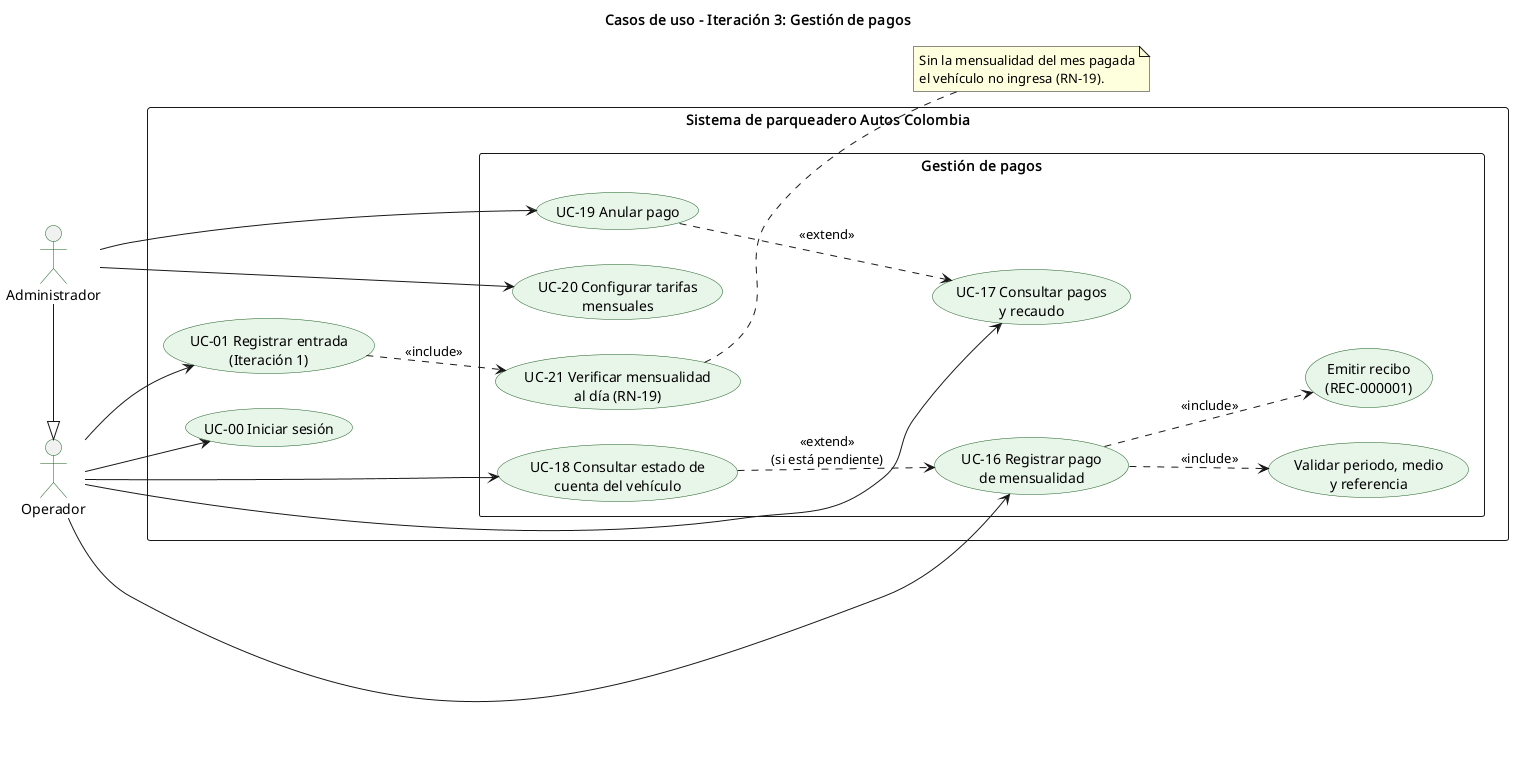 Casos de uso - Iteración 3: Gestión de pagos
Sin la mensualidad del mes pagada
el vehículo no ingresa (RN-19).
Sistema de parqueadero Autos Colombia
Gestión de pagos
UC-19 Anular pago
«extend»
Administrador
UC-20 Configurar tarifas
mensuales
UC-17 Consultar pagos
y recaudo
UC-01 Registrar entrada
(Iteración 1)
«include»
UC-21 Verificar mensualidad
al día (RN-19)
Emitir recibo
(REC-000001)
«include»
UC-00 Iniciar sesión
Operador
UC-18 Consultar estado de
cuenta del vehículo
«extend»
(si está pendiente)
UC-16 Registrar pago
de mensualidad
«include»
Validar periodo, medio
y referencia